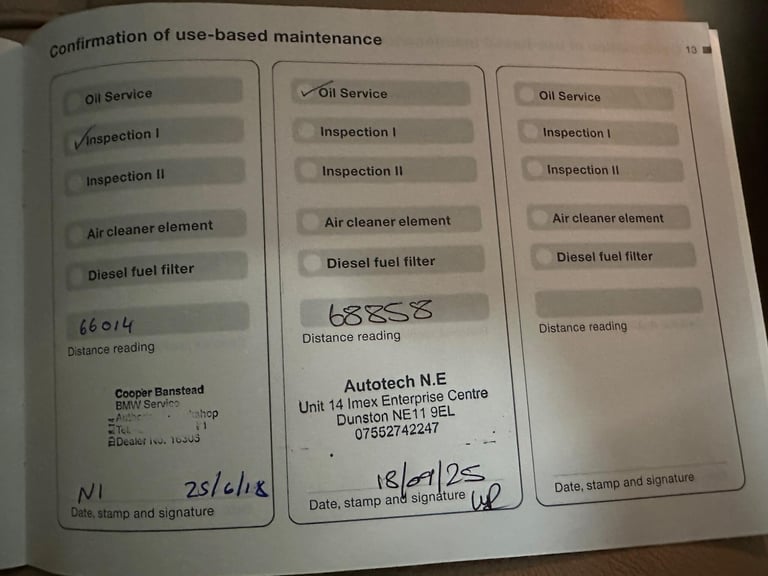 Confirmation of use-based maintenance
13
Oil Service
Inspection I
Inspection II
Air cleaner element
Diesel fuel filter
66014
Distance reading
Cooper Banstead
BMW Service
Dealer No. 16303
NI 25/6/18
Date, stamp and signature
Oil Service
Inspection I
Inspection II
Air cleaner element
Diesel fuel filter
68858
Distance reading
Autotech N.E
Unit 14 Imex Enterprise Centre
Dunston NE11 9EL
07552742247
18/09/25
Date, stamp and signature
Oil Service
Inspection I
Inspection II
Air cleaner element
Diesel fuel filter
Distance reading
Date, stamp and signature